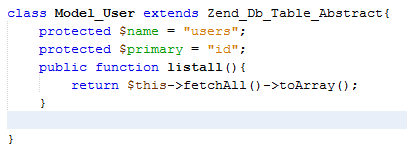 class Model_User extends Zend_Db_Table_Abstract{
    protected $name = "users";
    protected $primary = "id";
    public function listall(){
        return $this->fetchAll()->toArray();
    }
}